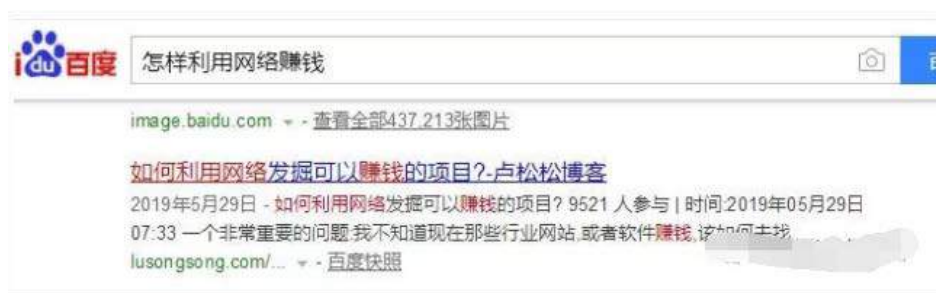 du 百度 怎样利用网络赚钱
image.baidu.com - 查看全部437,213张图片
如何利用网络发掘可以赚钱的项目?-卢松松博客
2019年5月29日 - 如何利用网络发掘可以赚钱的项目? 9521 人参与 | 时间:2019年05月29日
07:33 一个非常重要的问题:我不知道现在那些行业网站,或者软件赚钱,该如何去找
lusongsong.com/... - 百度快照